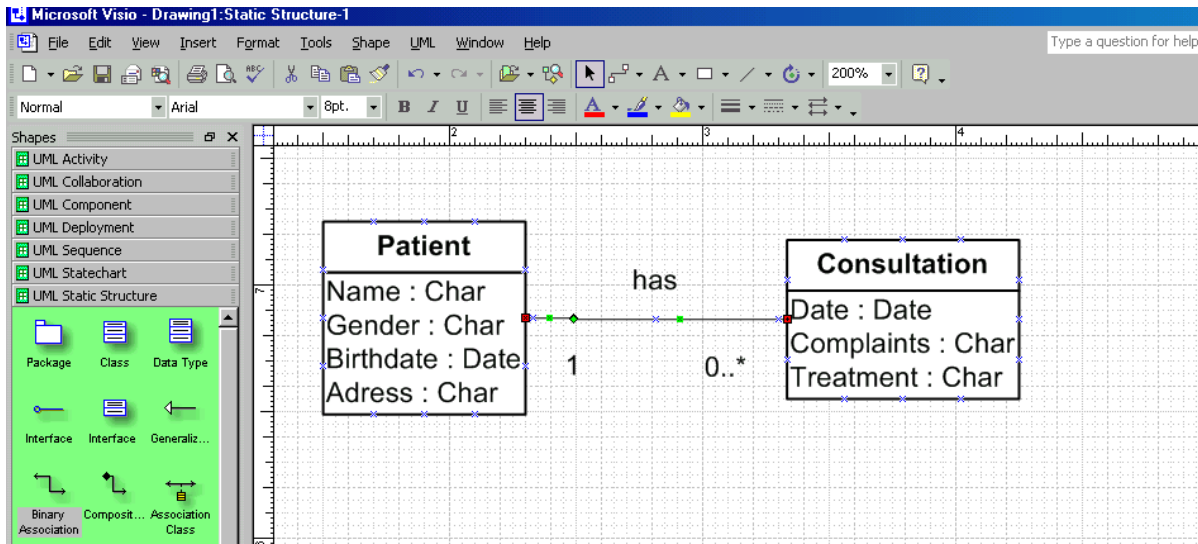 Microsoft Visio - Drawing1:Static Structure-1
File Edit View Insert Format Tools Shape UML Window Help
Type a question for help
ABC
A
200%
?
Normal
Arial
8pt.
B I U
A
Shapes
2 3 4
UML Activity
UML Collaboration
UML Component
UML Deployment
UML Sequence
UML Statechart
UML Static Structure
Package Class Data Type
Interface Interface Generaliz...
Binary Association
Composit...
Association Class
Patient
Name : Char
Gender : Char
Birthdate : Date
Adress : Char
has
1
0..*
Consultation
Date : Date
Complaints : Char
Treatment : Char